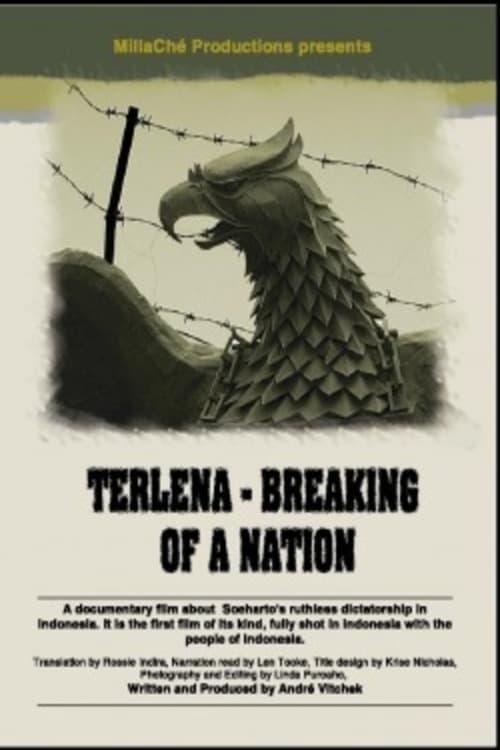 MillaChé Productions presents
TERLENA - BREAKING
OF A NATION
A documentary film about Soeharto's ruthless dictatorship in
Indonesia. It is the first film of its kind, fully shot in Indonesia with the
people of Indonesia.
Translation by Rossie Indira, Narration read by Len Tooke, Title design by Krise Nicholas,
Photography and Editing by Linda
Written and Produced by André Vltchek